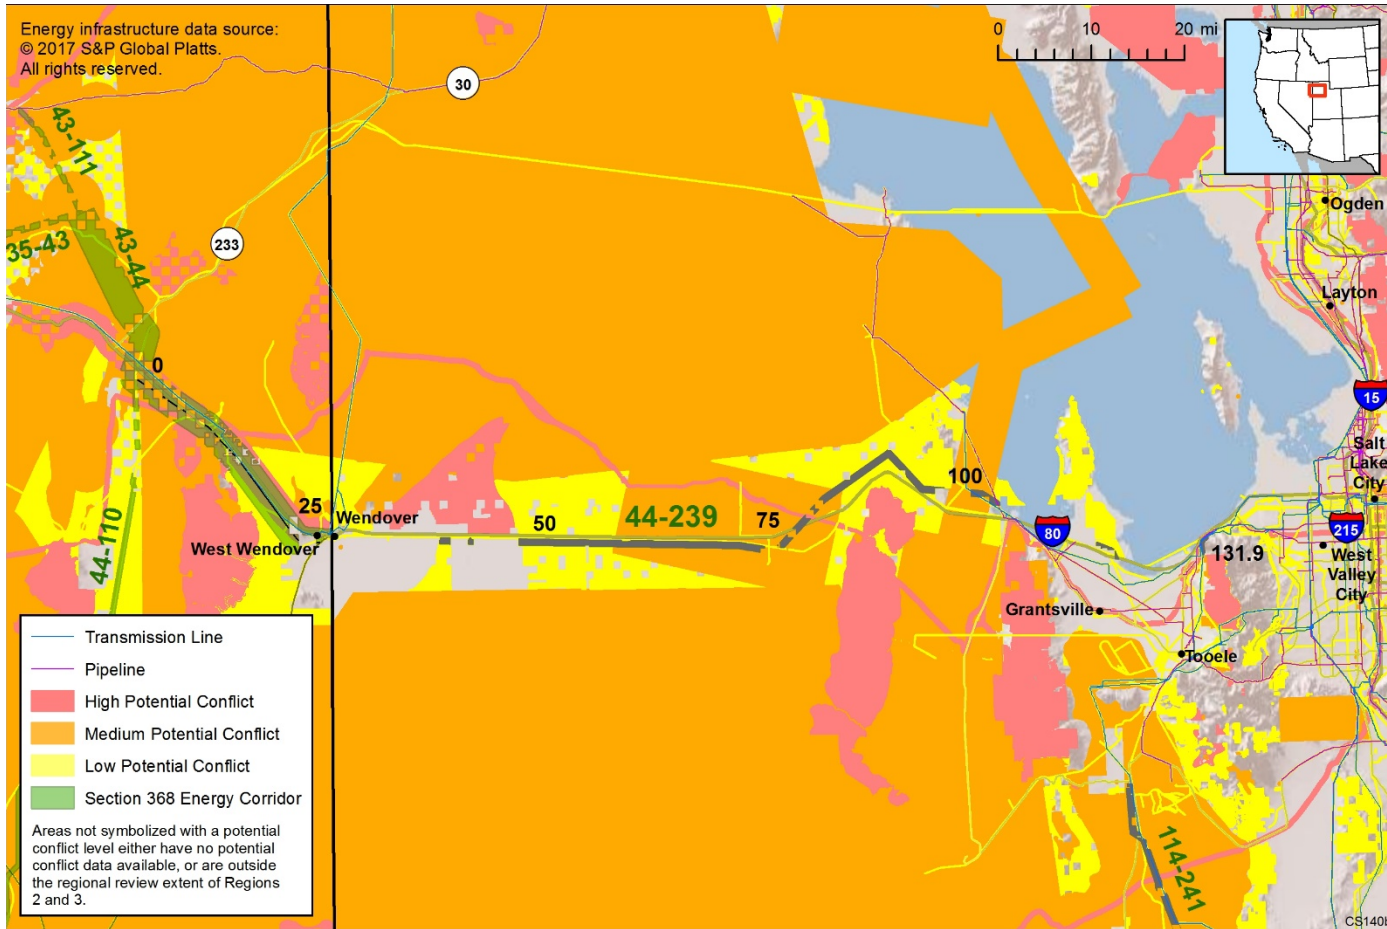 Energy infrastructure data source:
© 2017 S&P Global Platts.
All rights reserved.
0 10 20 mi
30
43-111
Ogden
35-43
43-44
233
Layton
0
15
Salt
Lake
City
100
25
Wendover
50
44-239
75
West Wendover
80
215
131.9
West
Valley
City
44-110
Grantsville
Tooele
114-241
Transmission Line
Pipeline
High Potential Conflict
Medium Potential Conflict
Low Potential Conflict
Section 368 Energy Corridor
Areas not symbolized with a potential
conflict level either have no potential
conflict data available, or are outside
the regional review extent of Regions
2 and 3.
CS140b